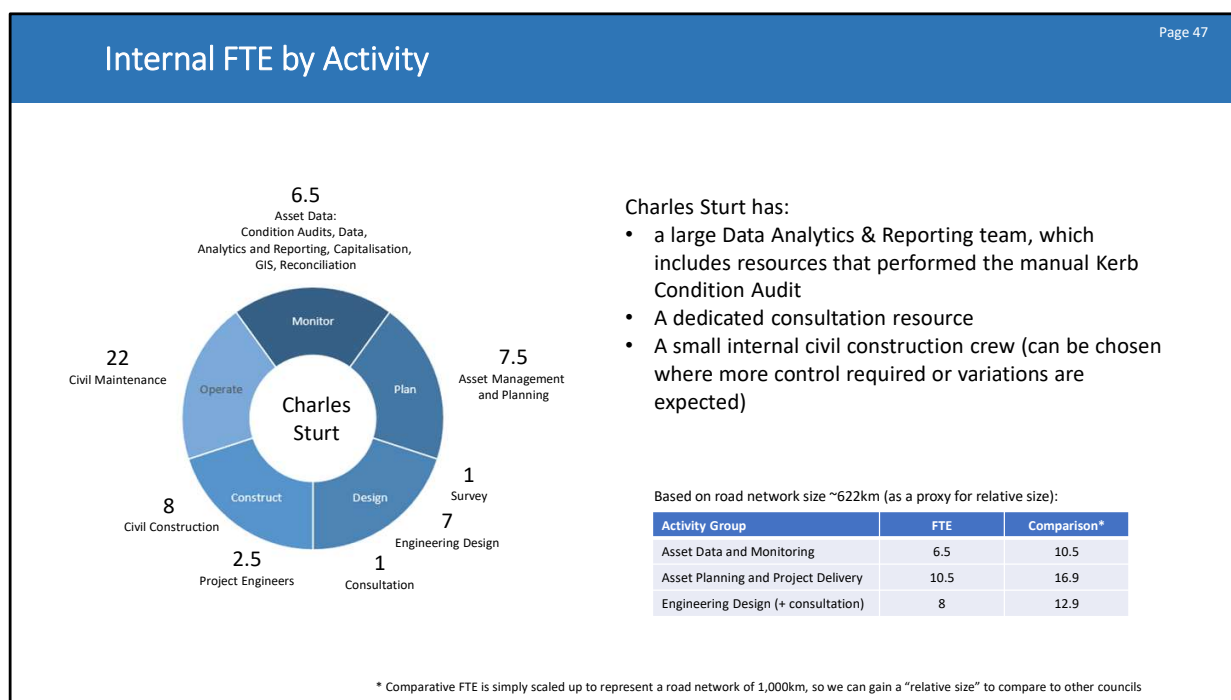 Page 47
Internal FTE by Activity
6.5
Asset Data:
Condition Audits, Data,
Analytics and Reporting, Capitalisation,
GIS, Reconciliation
Monitor
22
Civil Maintenance
Operate
Charles
Sturt
Plan
7.5
Asset Management
and Planning
Construct
Design
1
Survey
8
Civil Construction
7
Engineering Design
2.5
Project Engineers
1
Consultation
Charles Sturt has:
• a large Data Analytics & Reporting team, which
includes resources that performed the manual Kerb
Condition Audit
• A dedicated consultation resource
• A small internal civil construction crew (can be chosen
where more control required or variations are
expected)
Based on road network size ~622km (as a proxy for relative size):
Activity Group FTE Comparison*
Asset Data and Monitoring 6.5 10.5
Asset Planning and Project Delivery 10.5 16.9
Engineering Design (+ consultation) 8 12.9
* Comparative FTE is simply scaled up to represent a road network of 1,000km, so we can gain a “relative size” to compare to other councils